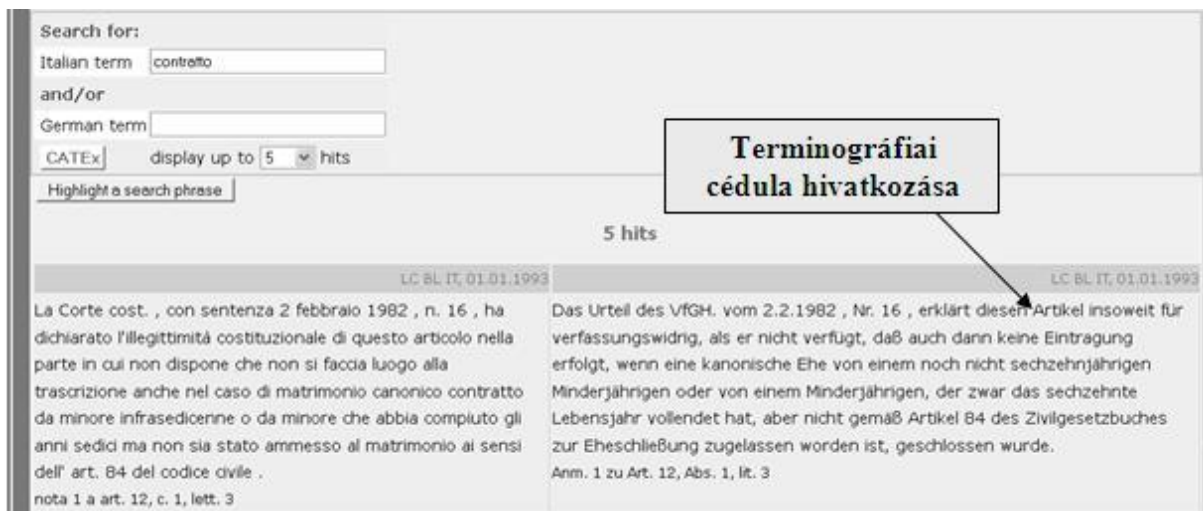 Search for:
Italian term contratto
and/or
German term
CATEx display up to 5 hits
Highlight a search phrase
Terminográfiai
cédula hivatkozása
5 hits
LC BL IT, 01.01.1993
La Corte cost. , con sentenza 2 febbraio 1982 , n. 16 , ha
dichiarato l'illegittimità costituzionale di questo articolo nella
parte in cui non dispone che non si faccia luogo alla
trascrizione anche nel caso di matrimonio canonico contratto
da minore infrasedicenne o da minore che abbia compiuto gli
anni sedici ma non sia stato ammesso al matrimonio ai sensi
dell' art. 84 del codice civile .
nota 1 a art. 12, c. 1, lett. 3
LC BL IT, 01.01.1993
Das Urteil des VfGH. vom 2.2.1982 , Nr. 16 , erklärt diesen Artikel insoweit für
verfassungswidrig, als er nicht verfügt, daß auch dann keine Eintragung
erfolgt, wenn eine kanonische Ehe von einem noch nicht sechzehnjährigen
Minderjährigen oder von einem Minderjährigen, der zwar das sechzehnte
Lebensjahr vollendet hat, aber nicht gemäß Artikel 84 des Zivilgesetzbuches
zur Eheschließung zugelassen worden ist, geschlossen wurde.
Anm. 1 zu Art. 12, Abs. 1, lit. 3